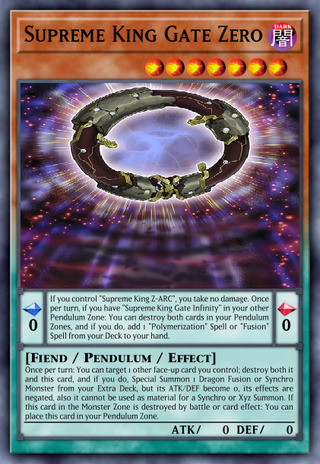 Supreme King Gate Zero
DARK
闇
If you control "Supreme King Z-ARC", you take no damage. Once
per turn, if you have "Supreme King Gate Infinity" in your other
Pendulum Zone: You can destroy both cards in your Pendulum
Zones, and if you do, add 1 "Polymerization" Spell or "Fusion"
Spell from your Deck to your hand.
0
0
[Fiend / Pendulum / Effect]
Once per turn: You can target 1 other face-up card you control; destroy both it
and this card, and if you do, Special Summon 1 Dragon Fusion or Synchro
Monster from your Extra Deck, but its ATK/DEF become 0, its effects are
negated, also it cannot be used as material for a Synchro or Xyz Summon. If
this card in the Monster Zone is destroyed by battle or card effect: You can
place this card in your Pendulum Zone.
ATK/ 0 DEF/ 0